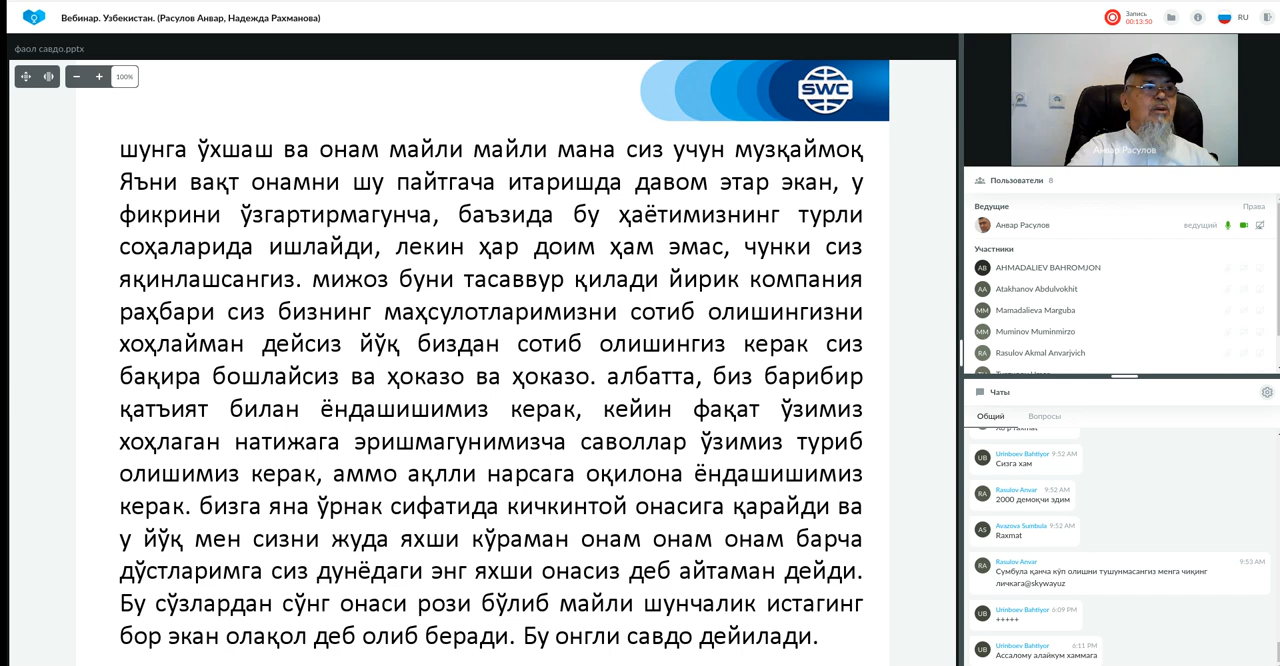 Вебинар. Узбекистан. (Расулов Анвар, Надежда Рахманова)
Запись
00:13:50
RU
фаол савдо.pptx
100%
SWC
шунга ўхшаш ва онам майли майли мана сиз учун музқаймоқ
Яъни вақт онамни шу пайтгача итаришда давом этар экан, у
фикрини ўзгартирмагунча, баъзида бу ҳаётимизнинг турли
соҳаларида ишлайди, лекин ҳар доим ҳам эмас, чунки сиз
яқинлашсангиз. мижоз буни тасаввур қилади йирик компания
раҳбари сиз бизнинг маҳсулотларимизни сотиб олишингизни
хоҳлайман дейсиз йўқ биздан сотиб олишингиз керак сиз
бақира бошлайсиз ва ҳоказо ва ҳоказо. албатта, биз барибир
қатъият билан ёндашишимиз керак, кейин фақат ўзимиз
хоҳлаган натижага эришмагунимизча саволлар ўзимиз туриб
олишимиз керак, аммо ақлли нарсага оқилона ёндашишимиз
керак. бизга яна ўрнак сифатида кичкинтой онасига қарайди ва
у йўқ мен сизни жуда яхши кўраман онам онам онам барча
дўстларимга сиз дунёдаги энг яхши онасиз деб айтаман дейди.
Бу сўзлардан сўнг онаси рози бўлиб майли шунчалик истагинг
бор экан олақол деб олиб беради. Бу онгли савдо дейилади.
Анвар Расулов
Пользователи 8
Ведущие Права
Анвар Расулов ведущий
Участники
AB AHMADALIEV BAHROMJON
AA Atakhanov Abdulvokhit
MM Mamadalieva Marguba
MM Muminov Muminmirzo
RA Rasulov Akmal Anvarjvich
Чаты
Общий Вопросы
UB Urinboev Bahtiyor 9:52 AM
Сизга хам
RA Rasulov Anvar 9:52 AM
2000 демоқчи эдим
AS Avazova Sumbula 9:52 AM
Raxmat
RA Rasulov Anvar 9:53 AM
Сумбула қанча кўп олишни тушунмасангиз менга чиқинг
личкага@skywayuz
UB Urinboev Bahtiyor 6:09 PM
+++++
UB Urinboev Bahtiyor 6:11 PM
Ассалому алайкум хаммага